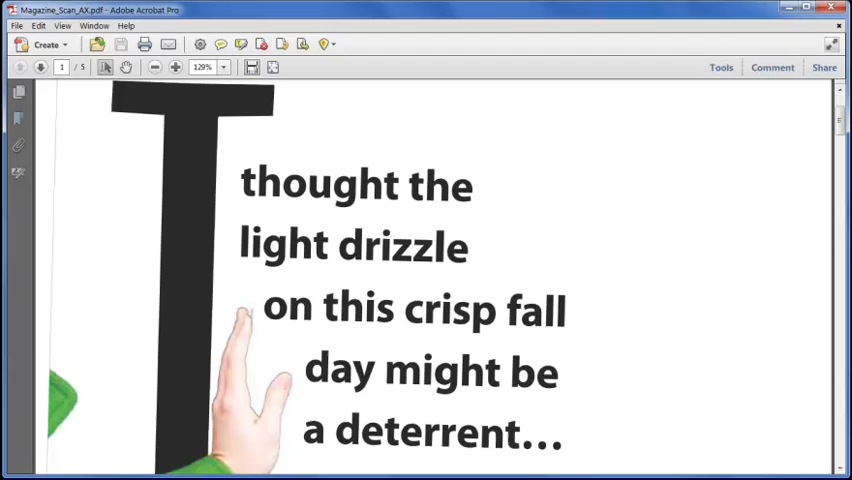 Magazine_Scan_AX.pdf - Adobe Acrobat Pro
File Edit View Window Help
Create
1 / 5 129% Tools Comment Share
I
thought the
light drizzle
on this crisp fall
day might be
a deterrent…